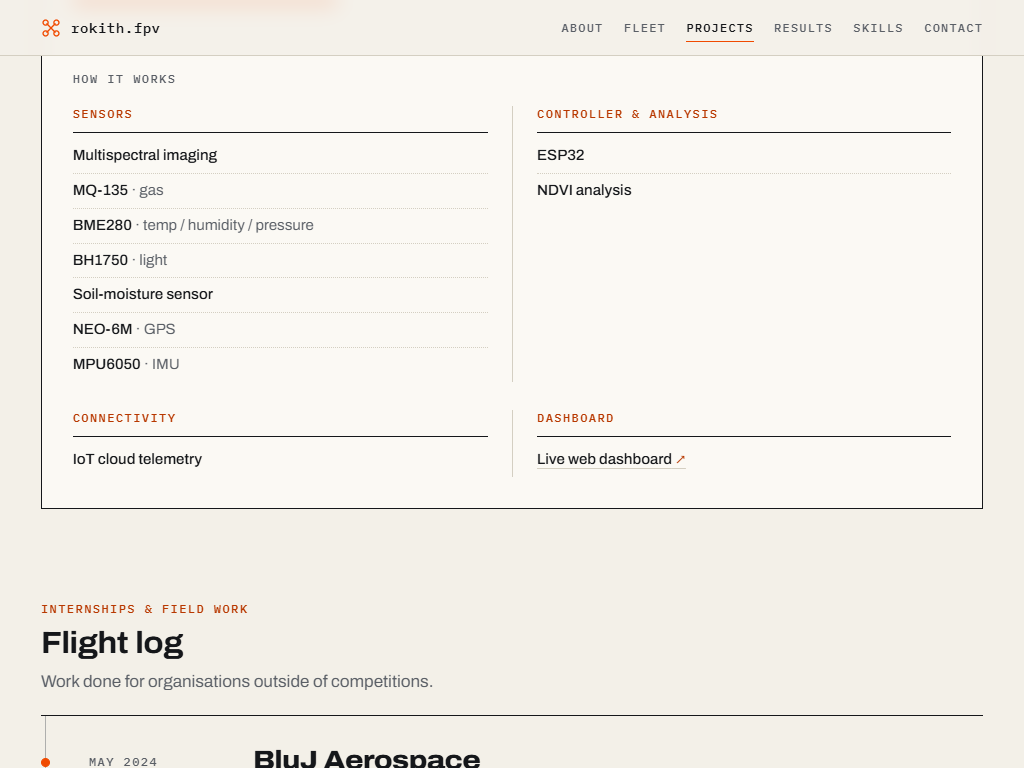 rokith.fpv
ABOUT FLEET PROJECTS RESULTS SKILLS CONTACT
HOW IT WORKS
SENSORS
Multispectral imaging
MQ-135 · gas
BME280 · temp / humidity / pressure
BH1750 · light
Soil-moisture sensor
NEO-6M · GPS
MPU6050 · IMU
CONTROLLER & ANALYSIS
ESP32
NDVI analysis
CONNECTIVITY
IoT cloud telemetry
DASHBOARD
Live web dashboard ↗
INTERNSHIPS & FIELD WORK
Flight log
Work done for organisations outside of competitions.
MAY 2024
BluJ Aerospace